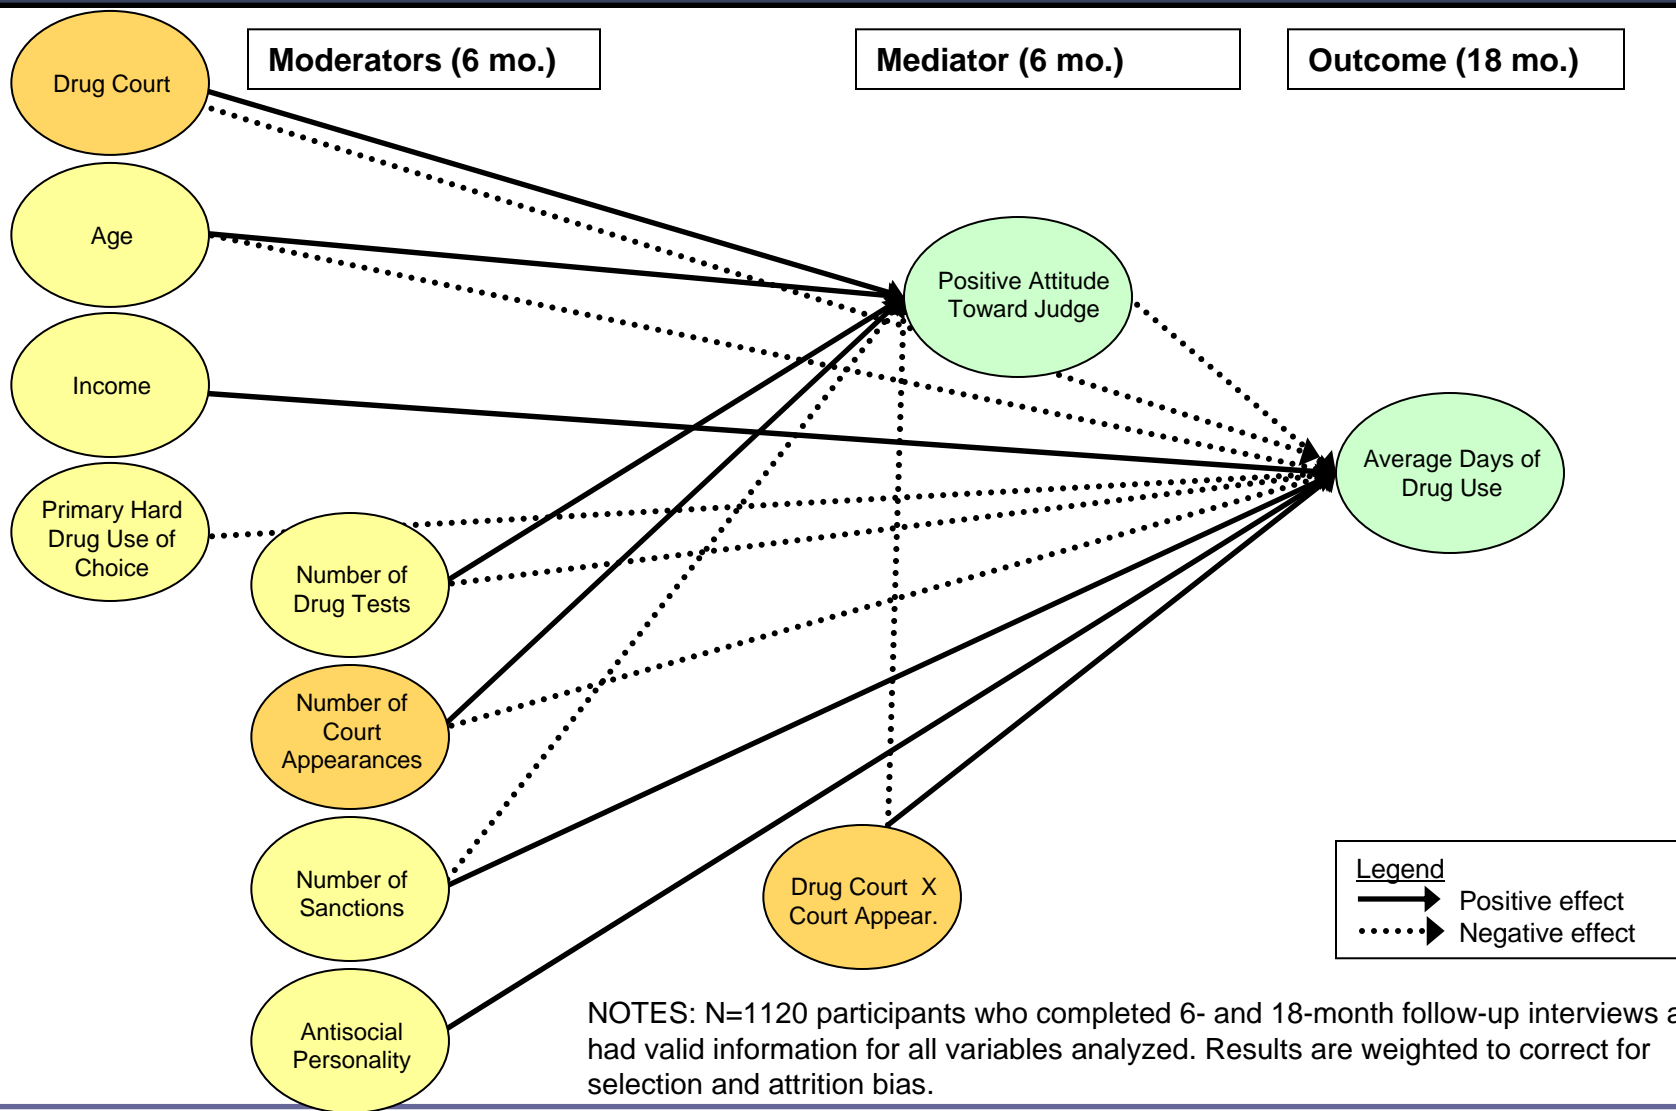 Drug Court
Moderators (6 mo.)
Mediator (6 mo.)
Outcome (18 mo.)
Age
Positive Attitude
Toward Judge
Income
Average Days of
Drug Use
Primary Hard
Drug Use of
Choice
Number of
Drug Tests
Number of
Court
Appearances
Number of
Sanctions
Drug Court X
Court Appear.
Legend
Positive effect
Negative effect
Antisocial
Personality
NOTES: N=1120 participants who completed 6- and 18-month follow-up interviews
had valid information for all variables analyzed. Results are weighted to correct for
selection and attrition bias.